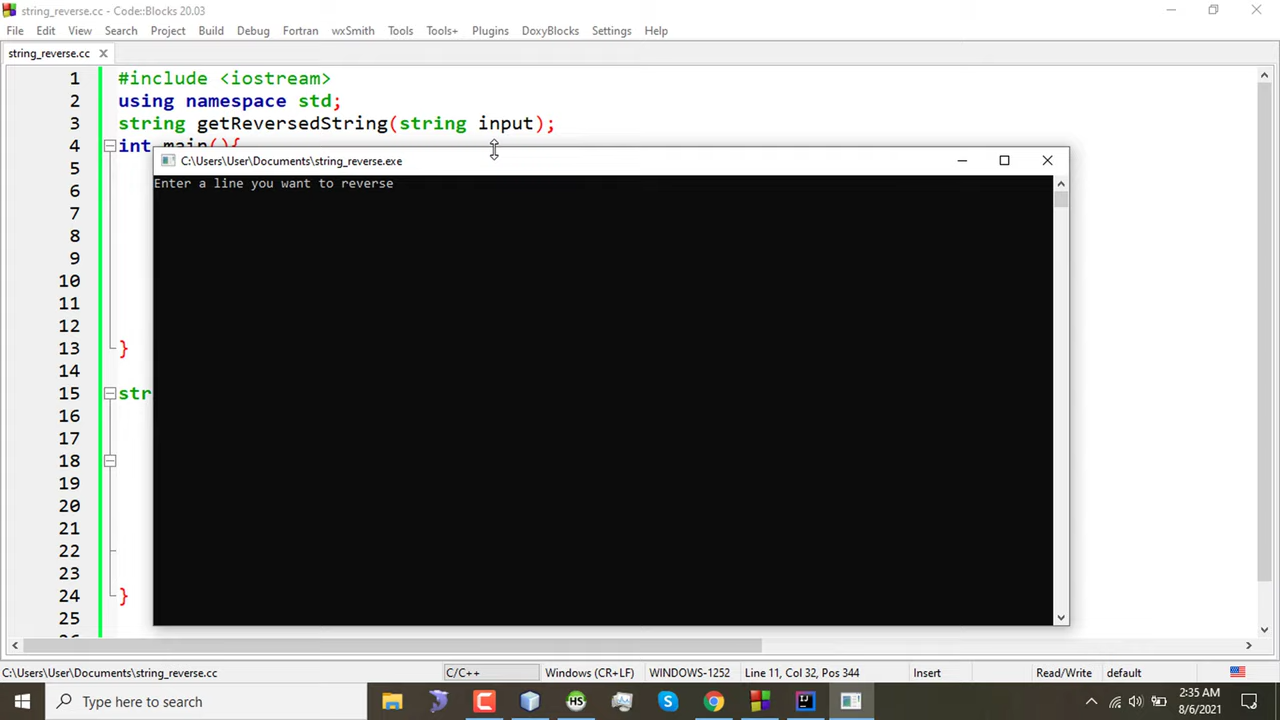 string_reverse.cc - Code::Blocks 20.03
File Edit View Search Project Build Debug Fortran wxSmith Tools Tools+ Plugins DoxyBlocks Settings Help
string_reverse.cc
1 #include <iostream>
2 using namespace std;
3 string getReversedString(string input);
4 int main(){
C:\Users\User\Documents\string_reverse.exe
5
Enter a line you want to reverse
6
7
8
9
10
11
12
13 }
14
15 str
16
17
18
19
20
21
22
23
24 }
25
C:\Users\User\Documents\string_reverse.cc C/C++ Windows (CR+LF) WINDOWS-1252 Line 11, Col 32, Pos 344 Insert Read/Write default
Type here to search
HS
S
IJ
2:35 AM
8/6/2021